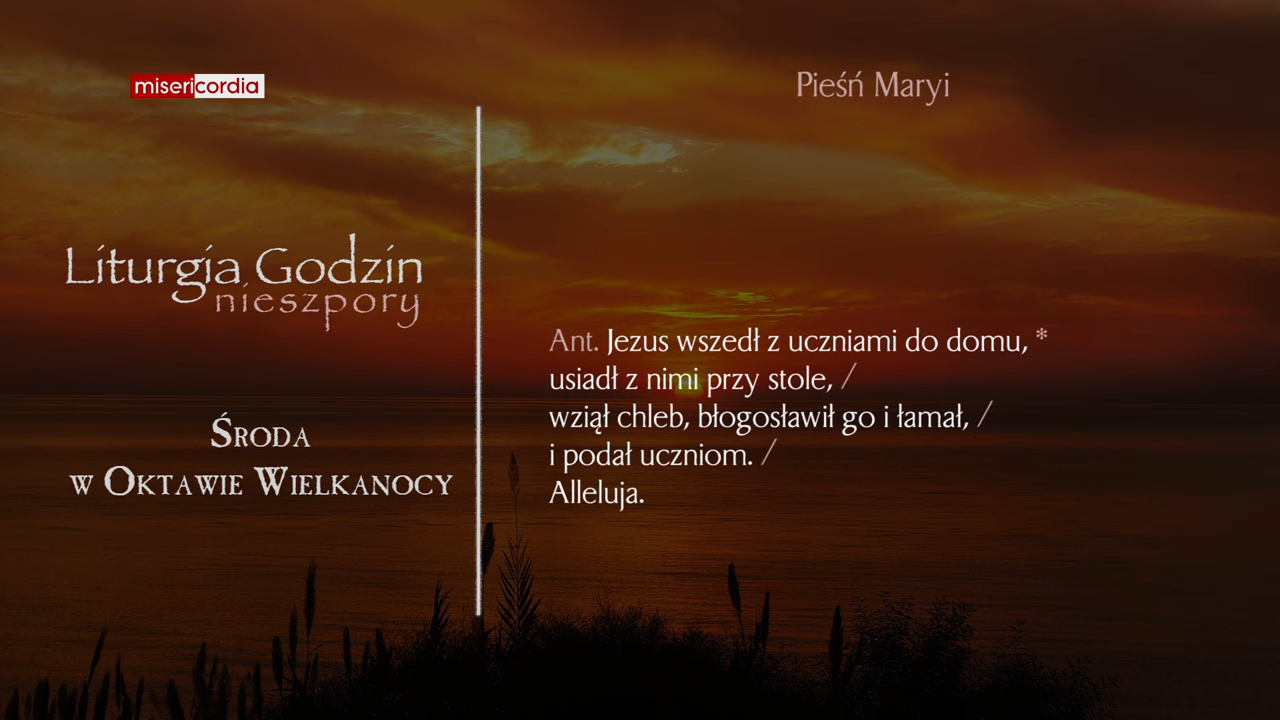 misericordia
Pieśń Maryi
Liturgia Godzin
nieszpory
Środa
w Oktawie Wielkanocy
Ant. Jezus wszedł z uczniami do domu, *
usiadł z nimi przy stole, /
wziął chleb, błogosławił go i łamał, /
i podał uczniom. /
Alleluja.